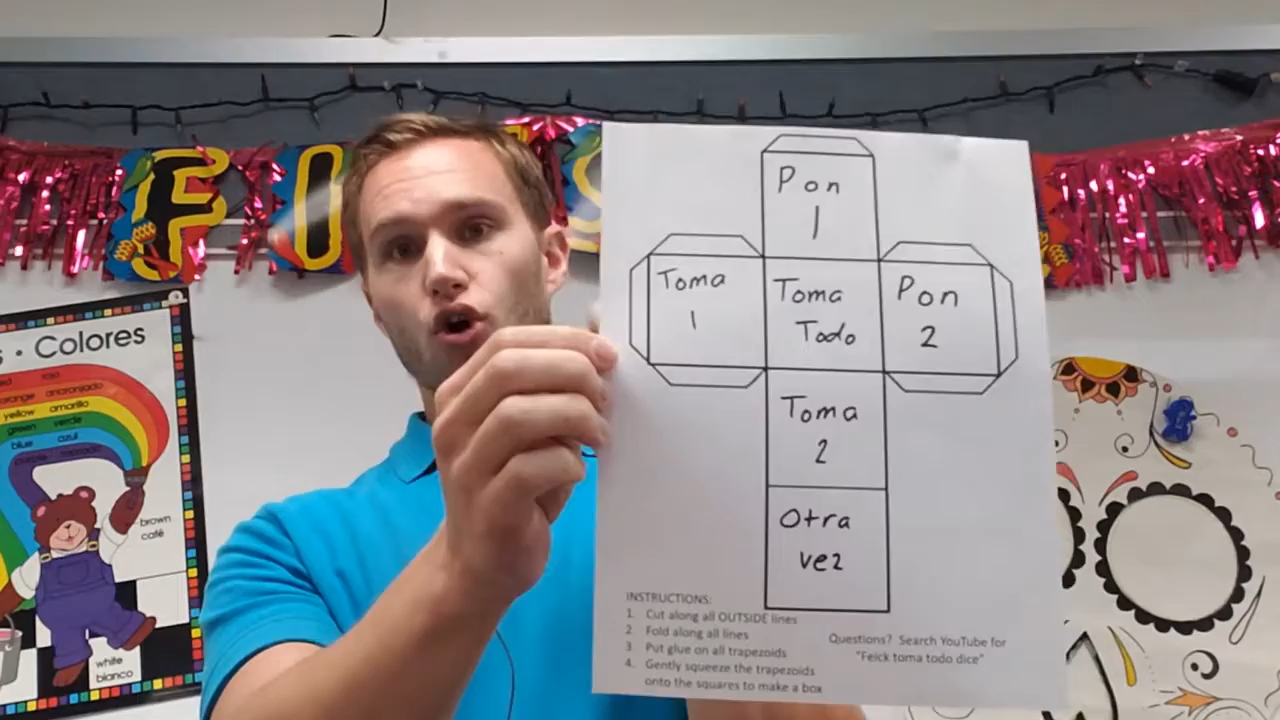 FI
S
s • Colores
red rojo
orange anaranjado
yellow amarillo
green verde
blue azul
purple morado
brown
café
white
blanco
Pon
1
Toma
1
Toma
Todo
Pon
2
Toma
2
Otra
vez
INSTRUCTIONS:
1. Cut along all OUTSIDE lines
2. Fold along all lines
3. Put glue on all trapezoids
4. Gently squeeze the trapezoids
onto the squares to make a box
Questions? Search YouTube for
"Feick toma todo dice"